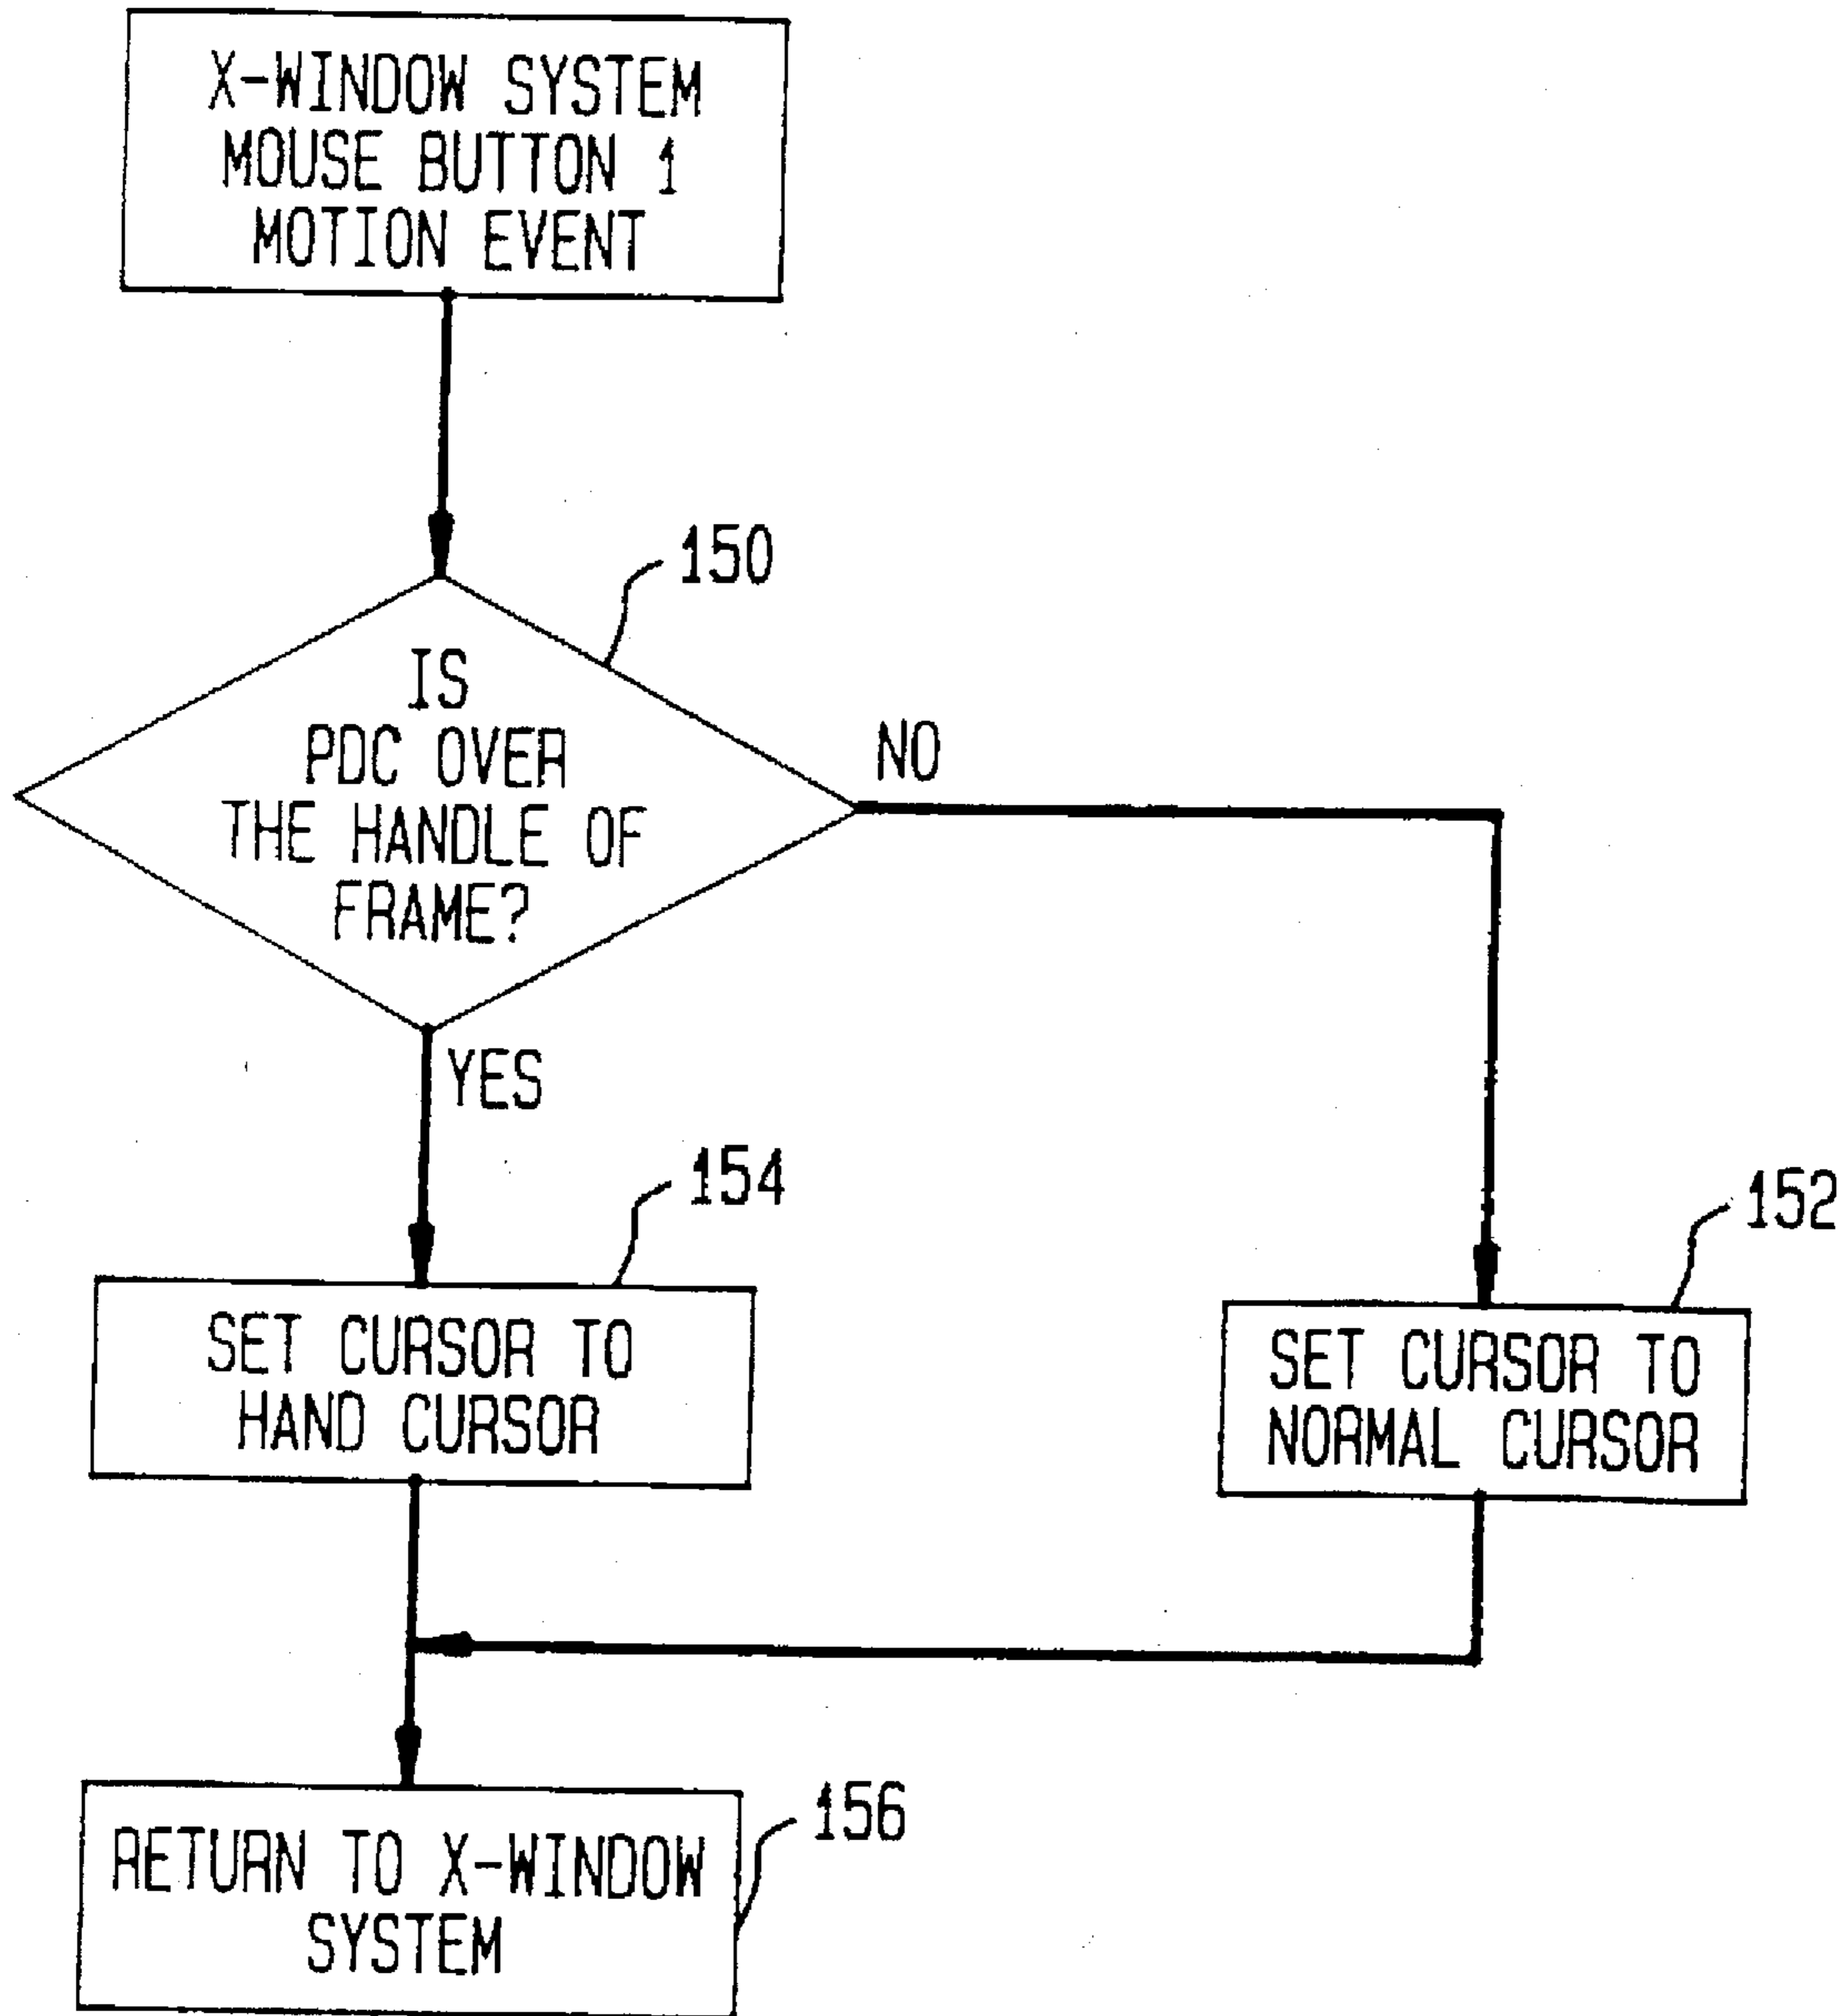 X-WINDOW SYSTEM
MOUSE BUTTON 1
MOTION EVENT
150
IS
PDC OVER
THE HANDLE OF
FRAME?
NO
YES
154
SET CURSOR TO
HAND CURSOR
152
SET CURSOR TO
NORMAL CURSOR
156
RETURN TO X-WINDOW
SYSTEM